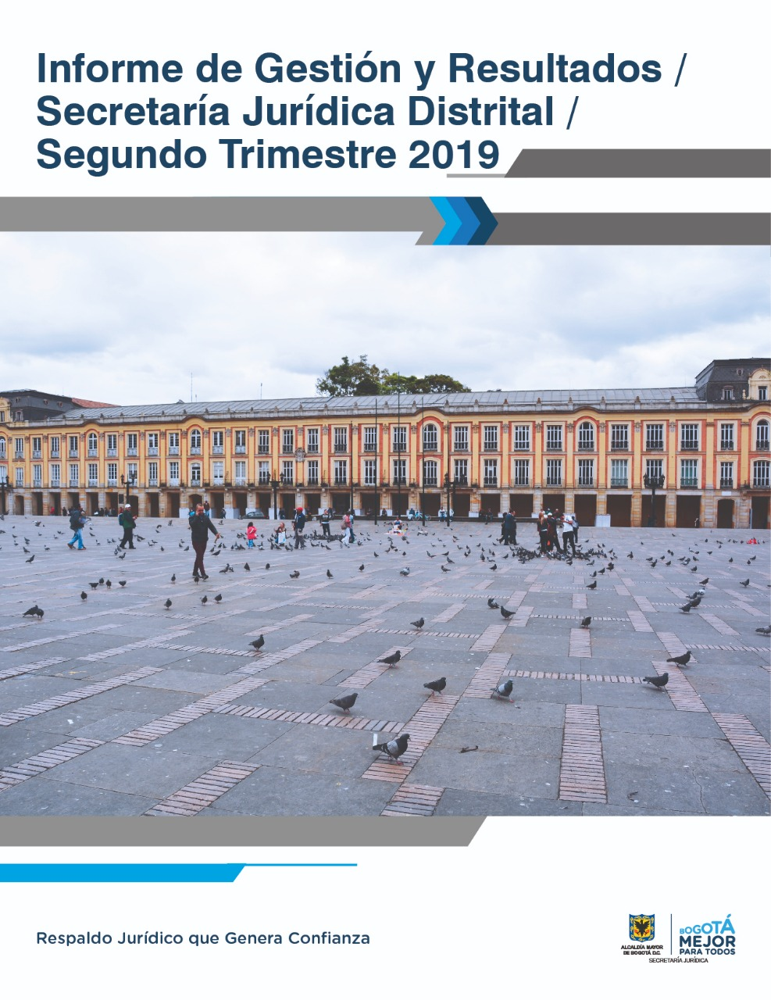 Informe de Gestión y Resultados /
Secretaría Jurídica Distrital /
Segundo Trimestre 2019
Respaldo Jurídico que Genera Confianza
ALCALDÍA MAYOR
DE BOGOTÁ D.C.
BOGOTÁ
MEJOR
PARA TODOS
SECRETARÍA JURÍDICA